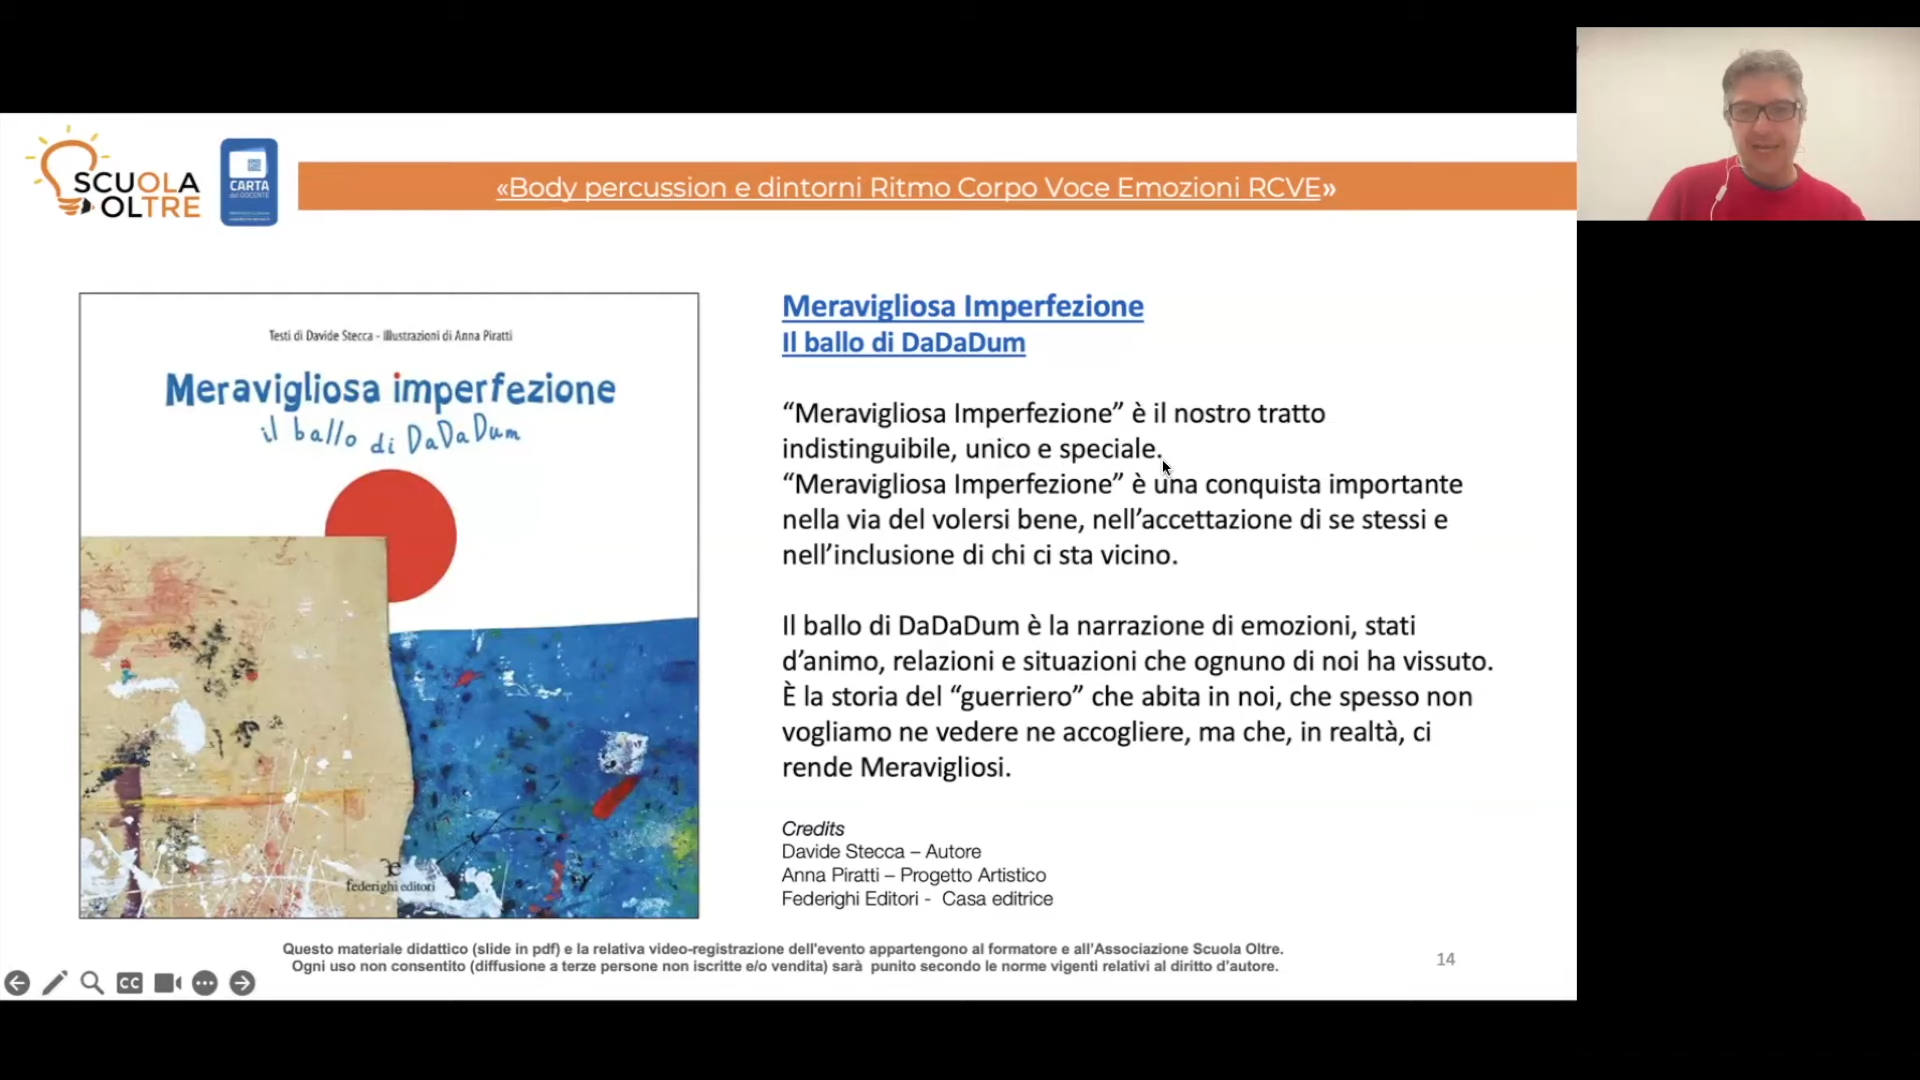 SCUOLA
OLTRE
CARTA
del DOCENTE
«Body percussion e dintorni Ritmo Corpo Voce Emozioni RCVE»
Testi di Davide Stecca - Illustrazioni di Anna Piratti
Meravigliosa imperfezione
il ballo di DaDaDum
federighi editori
Meravigliosa Imperfezione
Il ballo di DaDaDum
“Meravigliosa Imperfezione” è il nostro tratto
indistinguibile, unico e speciale.
“Meravigliosa Imperfezione” è una conquista importante
nella via del volersi bene, nell’accettazione di se stessi e
nell’inclusione di chi ci sta vicino.
Il ballo di DaDaDum è la narrazione di emozioni, stati
d’animo, relazioni e situazioni che ognuno di noi ha vissuto.
È la storia del “guerriero” che abita in noi, che spesso non
vogliamo ne vedere ne accogliere, ma che, in realtà, ci
rende Meravigliosi.
Credits
Davide Stecca – Autore
Anna Piratti – Progetto Artistico
Federighi Editori - Casa editrice
Questo materiale didattico (slide in pdf) e la relativa video-registrazione dell'evento appartengono al formatore e all'Associazione Scuola Oltre.
Ogni uso non consentito (diffusione a terze persone non iscritte e/o vendita) sarà punito secondo le norme vigenti relativi al diritto d'autore.
14
CC